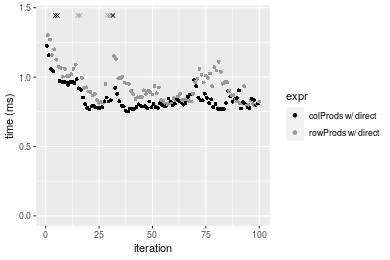 1.5
1.0
0.5
0.0
time (ms)
0
25
50
75
100
iteration
expr
colProds w/ direct
rowProds w/ direct